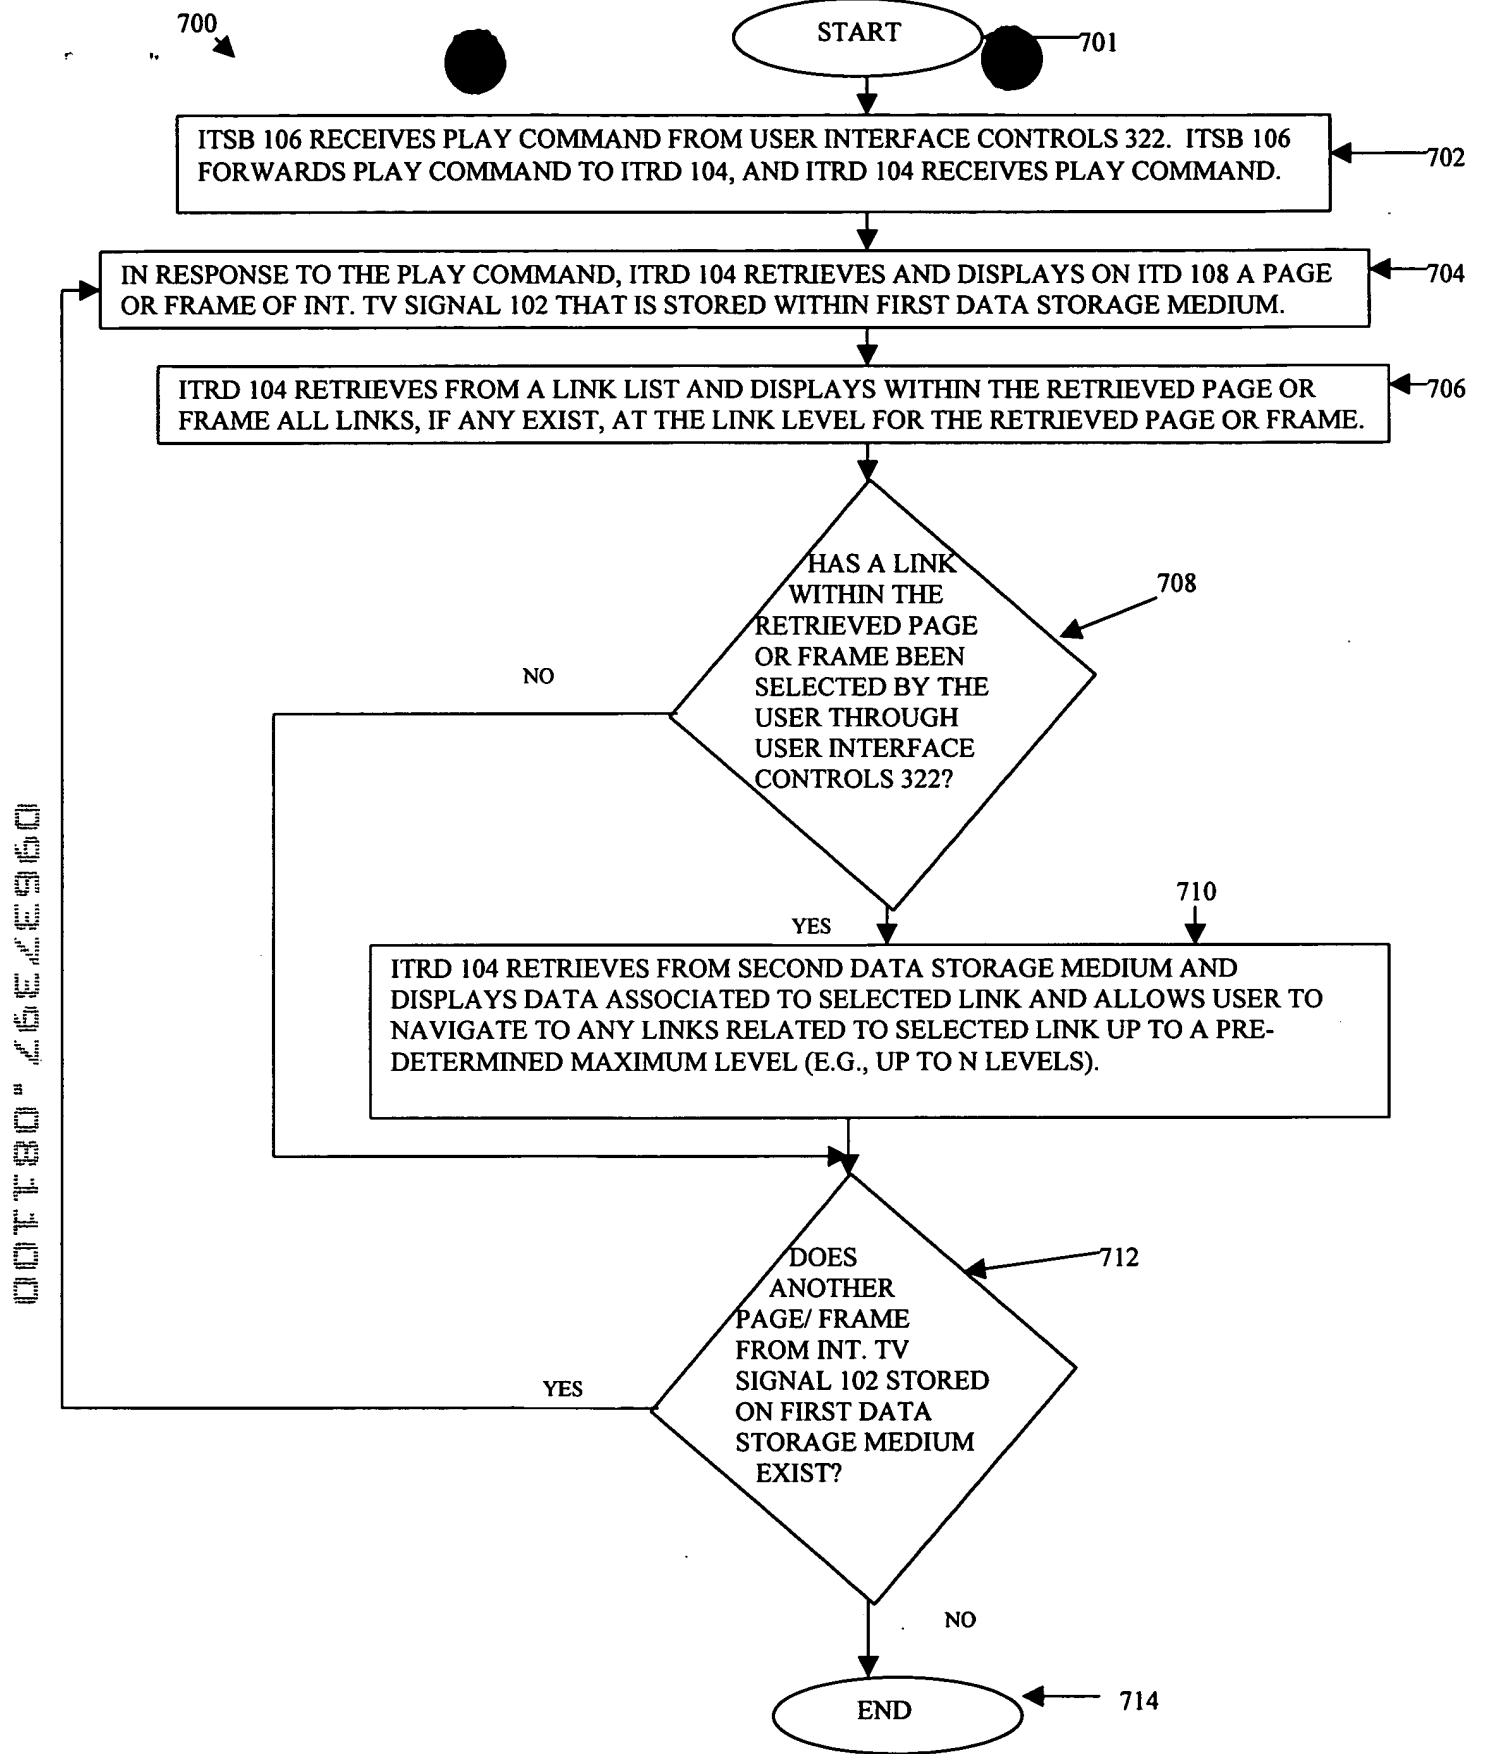 700
START
701
ITSB 106 RECEIVES PLAY COMMAND FROM USER INTERFACE CONTROLS 322. ITSB 106
FORWARDS PLAY COMMAND TO ITRD 104, AND ITRD 104 RECEIVES PLAY COMMAND.
702
IN RESPONSE TO THE PLAY COMMAND, ITRD 104 RETRIEVES AND DISPLAYS ON ITD 108 A PAGE
OR FRAME OF INT. TV SIGNAL 102 THAT IS STORED WITHIN FIRST DATA STORAGE MEDIUM.
704
ITRD 104 RETRIEVES FROM A LINK LIST AND DISPLAYS WITHIN THE RETRIEVED PAGE OR
FRAME ALL LINKS, IF ANY EXIST, AT THE LINK LEVEL FOR THE RETRIEVED PAGE OR FRAME.
706
HAS A LINK
WITHIN THE
RETRIEVED PAGE
OR FRAME BEEN
SELECTED BY THE
USER THROUGH
USER INTERFACE
CONTROLS 322?
708
NO
YES
710
ITRD 104 RETRIEVES FROM SECOND DATA STORAGE MEDIUM AND
DISPLAYS DATA ASSOCIATED TO SELECTED LINK AND ALLOWS USER TO
NAVIGATE TO ANY LINKS RELATED TO SELECTED LINK UP TO A PRE-
DETERMINED MAXIMUM LEVEL (E.G., UP TO N LEVELS).
DOES
ANOTHER
PAGE/ FRAME
FROM INT. TV
SIGNAL 102 STORED
ON FIRST DATA
STORAGE MEDIUM
EXIST?
712
YES
NO
END
714
09637397.081100